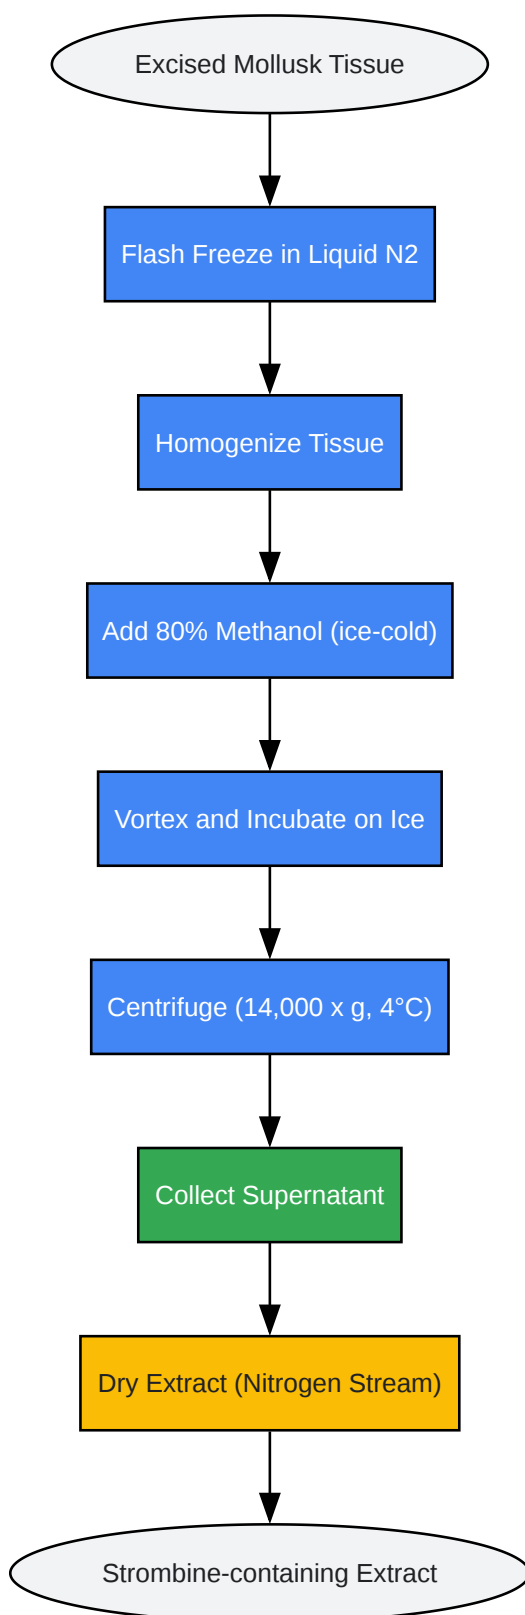 Excised Mollusk Tissue
Flash Freeze in Liquid N2
Homogenize Tissue
Add 80% Methanol (ice-cold)
Vortex and Incubate on Ice
Centrifuge (14,000 x g, 4°C)
Collect Supernatant
Dry Extract (Nitrogen Stream)
Strombine-containing Extract